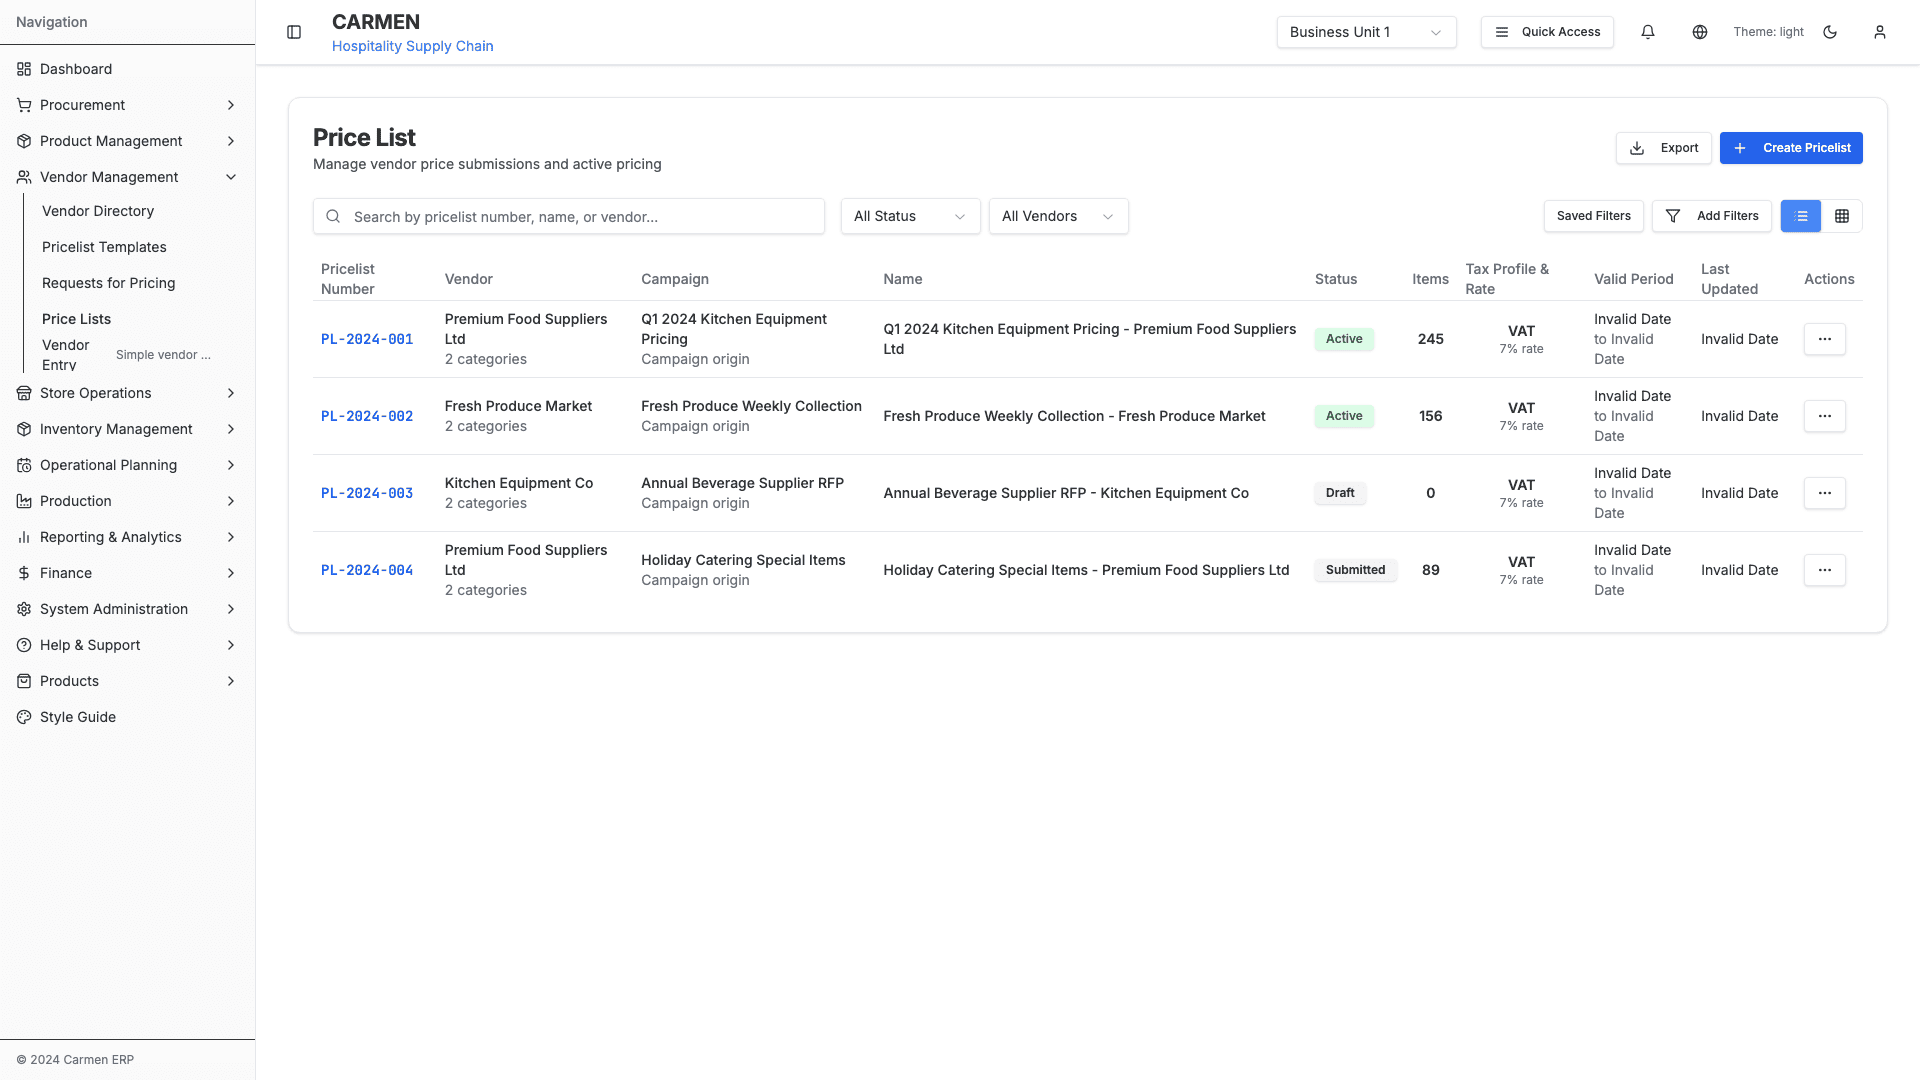 Navigation
Dashboard
Procurement
Product Management
Vendor Management
Vendor Directory
Pricelist Templates
Requests for Pricing
Price Lists
Vendor
Entry
Simple vendor ...
Store Operations
Inventory Management
Operational Planning
Production
Reporting & Analytics
Finance
System Administration
Help & Support
Products
Style Guide
© 2024 Carmen ERP
CARMEN
Hospitality Supply Chain
Business Unit 1
Quick Access
Theme: light
Price List
Manage vendor price submissions and active pricing
Export
Create Pricelist
Search by pricelist number, name, or vendor...
All Status
All Vendors
Saved Filters
Add Filters
Pricelist
Number
Vendor
Campaign
Name
Status
Items
Tax Profile &
Rate
Valid Period
Last
Updated
Actions
PL-2024-001
Premium Food Suppliers
Ltd
2 categories
Q1 2024 Kitchen Equipment
Pricing
Campaign origin
Q1 2024 Kitchen Equipment Pricing - Premium Food Suppliers
Ltd
Active
245
VAT
7% rate
Invalid Date
to Invalid
Date
Invalid Date
PL-2024-002
Fresh Produce Market
2 categories
Fresh Produce Weekly Collection
Campaign origin
Fresh Produce Weekly Collection - Fresh Produce Market
Active
156
VAT
7% rate
Invalid Date
to Invalid
Date
Invalid Date
PL-2024-003
Kitchen Equipment Co
2 categories
Annual Beverage Supplier RFP
Campaign origin
Annual Beverage Supplier RFP - Kitchen Equipment Co
Draft
0
VAT
7% rate
Invalid Date
to Invalid
Date
Invalid Date
PL-2024-004
Premium Food Suppliers
Ltd
2 categories
Holiday Catering Special Items
Campaign origin
Holiday Catering Special Items - Premium Food Suppliers Ltd
Submitted
89
VAT
7% rate
Invalid Date
to Invalid
Date
Invalid Date